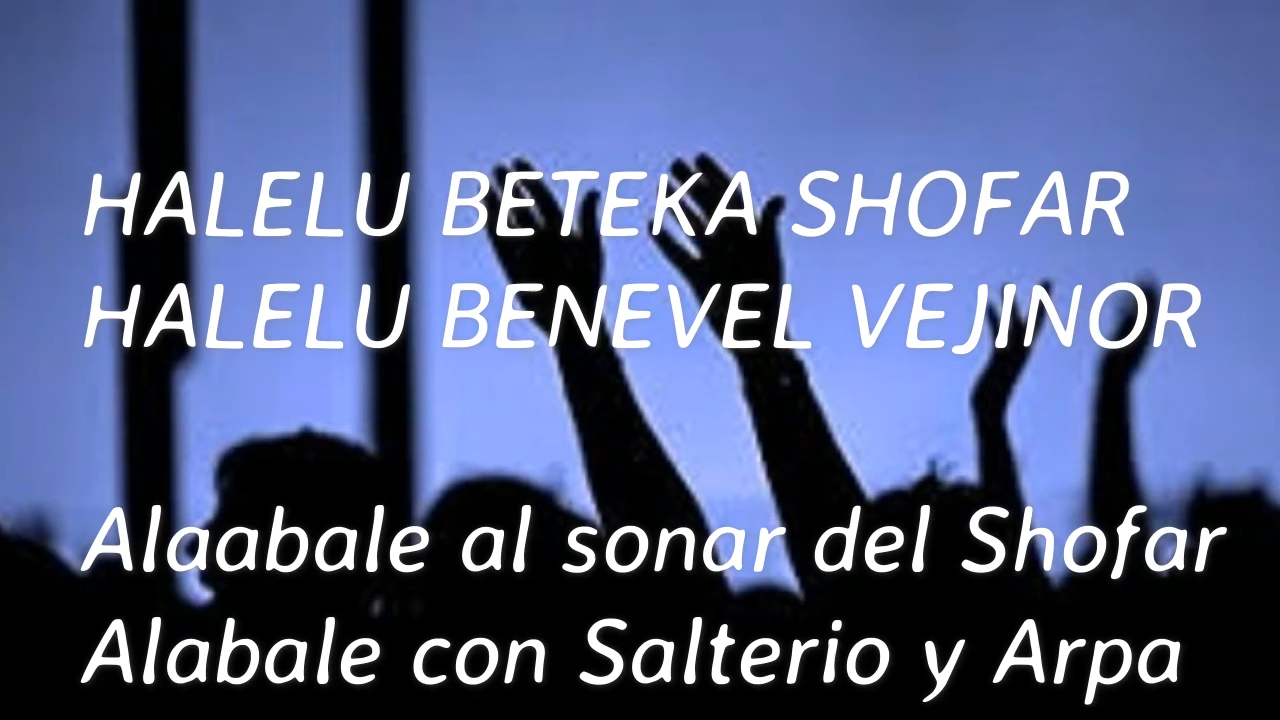 HALELU BETEKA SHOFAR
HALELU BENEVEL VEJINOR
Alaabale al sonar del Shofar
Alabale con Salterio y Arpa